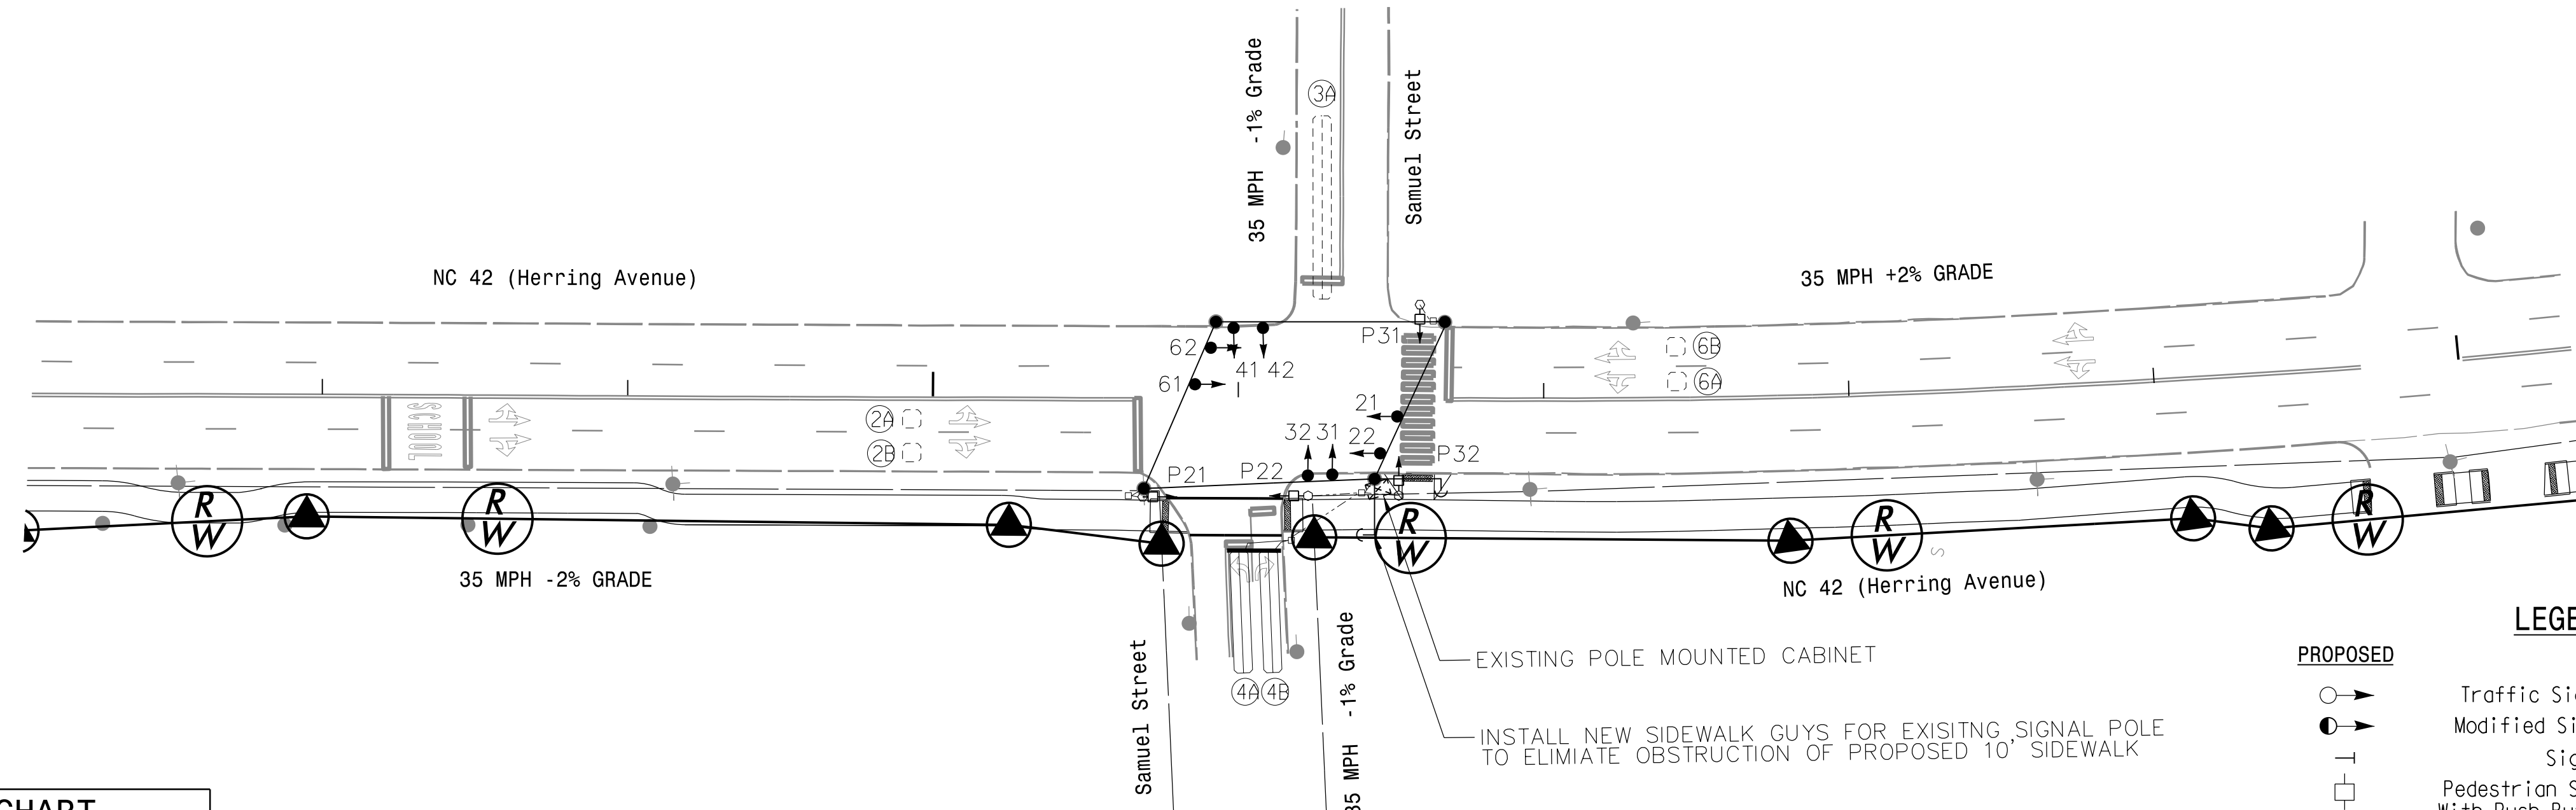 35 MPH -1% Grade
Samuel Street
3A
NC 42 (Herring Avenue)
35 MPH +2% GRADE
P31
62
41 42
61
6B
6A
SCHOOL
2A
2B
21
32 31 22
P32
P21
P22
R
W
R
W
R
W
R
W
R
W
S
35 MPH -2% GRADE
NC 42 (Herring Avenue)
4A 4B
Samuel Street
35 MPH -1% Grade
EXISTING POLE MOUNTED CABINET
INSTALL NEW SIDEWALK GUYS FOR EXISITNG SIGNAL POLE
TO ELIMIATE OBSTRUCTION OF PROPOSED 10' SIDEWALK
LEGE
PROPOSED
Traffic Si
Modified Si
Sig
Pedestrian S
With Push Bu
CHART